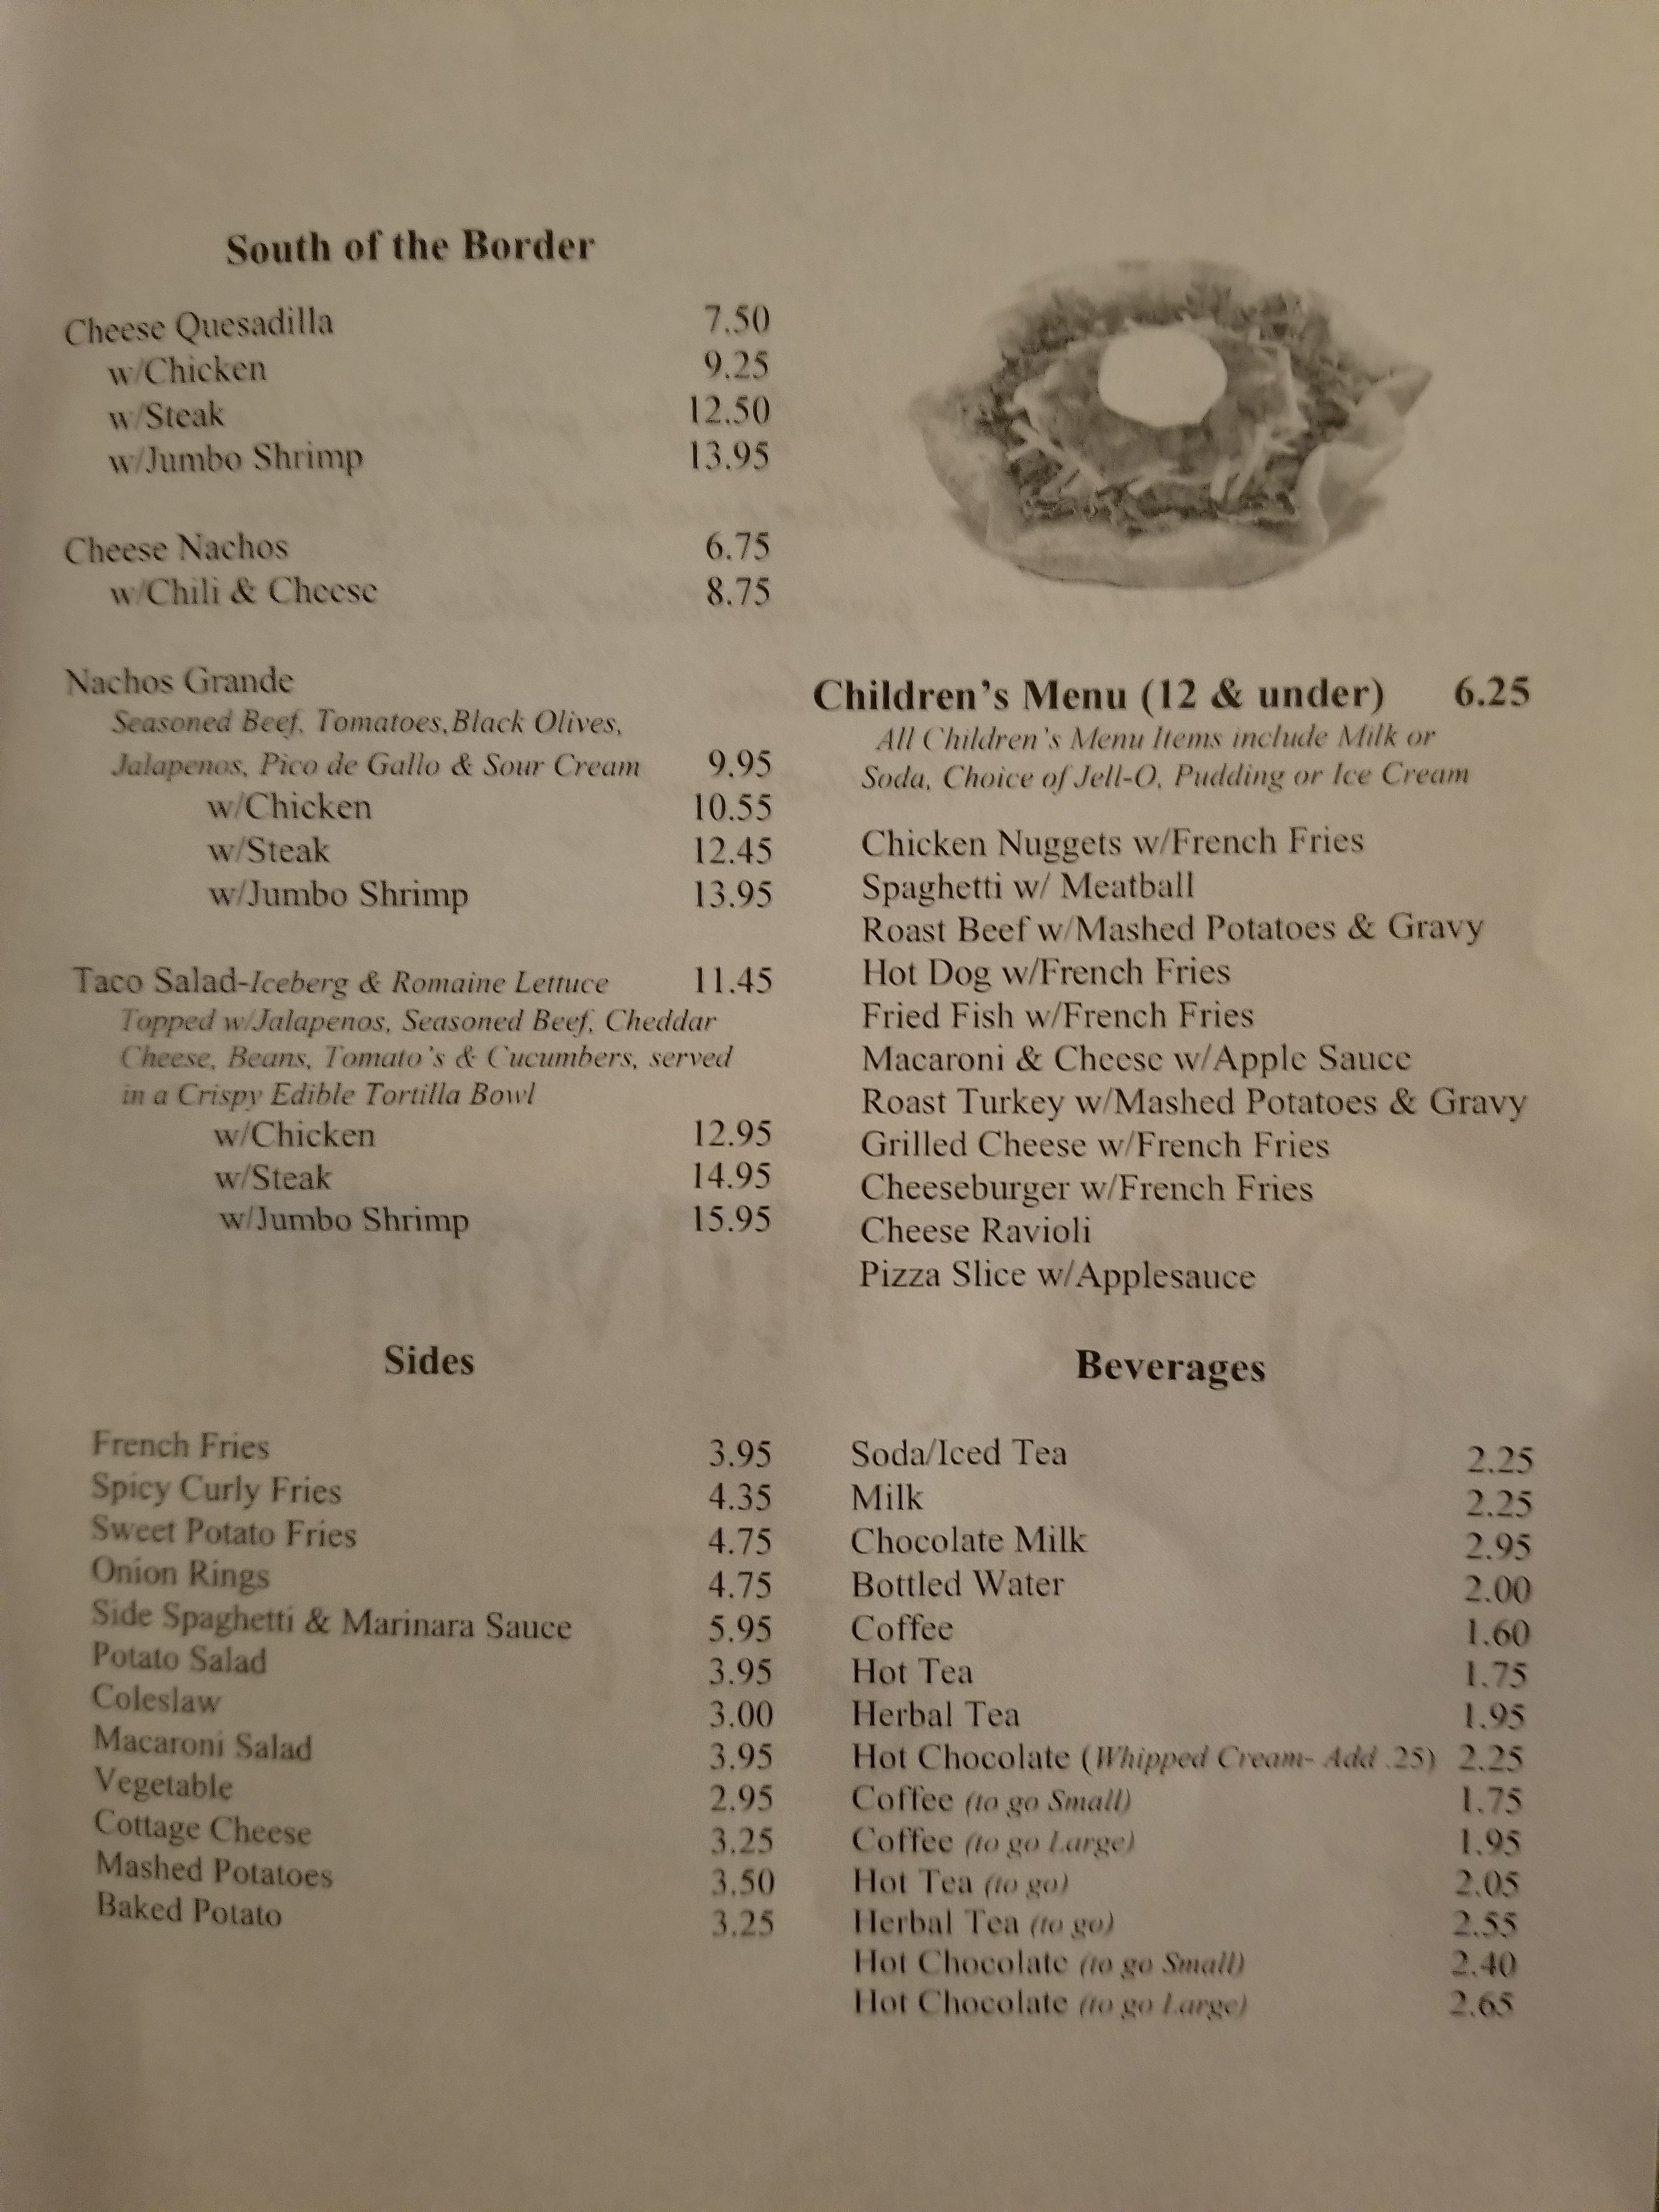 South of the Border
Cheese Quesadilla 7.50
w/Chicken 9.25
w/Steak 12.50
w/Jumbo Shrimp 13.95
Cheese Nachos 6.75
w/Chili & Cheese 8.75
Nachos Grande
Seasoned Beef, Tomatoes,Black Olives,
Jalapenos, Pico de Gallo & Sour Cream 9.95
w/Chicken 10.55
w/Steak 12.45
w/Jumbo Shrimp 13.95
Taco Salad-Iceberg & Romaine Lettuce 11.45
Topped w/Jalapenos, Seasoned Beef, Cheddar
Cheese, Beans, Tomato's & Cucumbers, served
in a Crispy Edible Tortilla Bowl
w/Chicken 12.95
w/Steak 14.95
w/Jumbo Shrimp 15.95
Children's Menu (12 & under) 6.25
All Children's Menu Items include Milk or
Soda, Choice of Jell-O, Pudding or Ice Cream
Chicken Nuggets w/French Fries
Spaghetti w/ Meatball
Roast Beef w/Mashed Potatoes & Gravy
Hot Dog w/French Fries
Fried Fish w/French Fries
Macaroni & Cheese w/Apple Sauce
Roast Turkey w/Mashed Potatoes & Gravy
Grilled Cheese w/French Fries
Cheeseburger w/French Fries
Cheese Ravioli
Pizza Slice w/Applesauce
Sides
French Fries 3.95
Spicy Curly Fries 4.35
Sweet Potato Fries 4.75
Onion Rings 4.75
Side Spaghetti & Marinara Sauce 5.95
Potato Salad 3.95
Coleslaw 3.00
Macaroni Salad 3.95
Vegetable 2.95
Cottage Cheese 3.25
Mashed Potatoes 3.50
Baked Potato 3.25
Beverages
Soda/Iced Tea 2.25
Milk 2.25
Chocolate Milk 2.95
Bottled Water 2.00
Coffee 1.60
Hot Tea 1.75
Herbal Tea 1.95
Hot Chocolate (Whipped Cream- Add .25) 2.25
Coffee (to go Small) 1.75
Coffee (to go Large) 1.95
Hot Tea (to go) 2.05
Herbal Tea (to go) 2.55
Hot Chocolate (to go Small) 2.40
Hot Chocolate (to go Large) 2.65